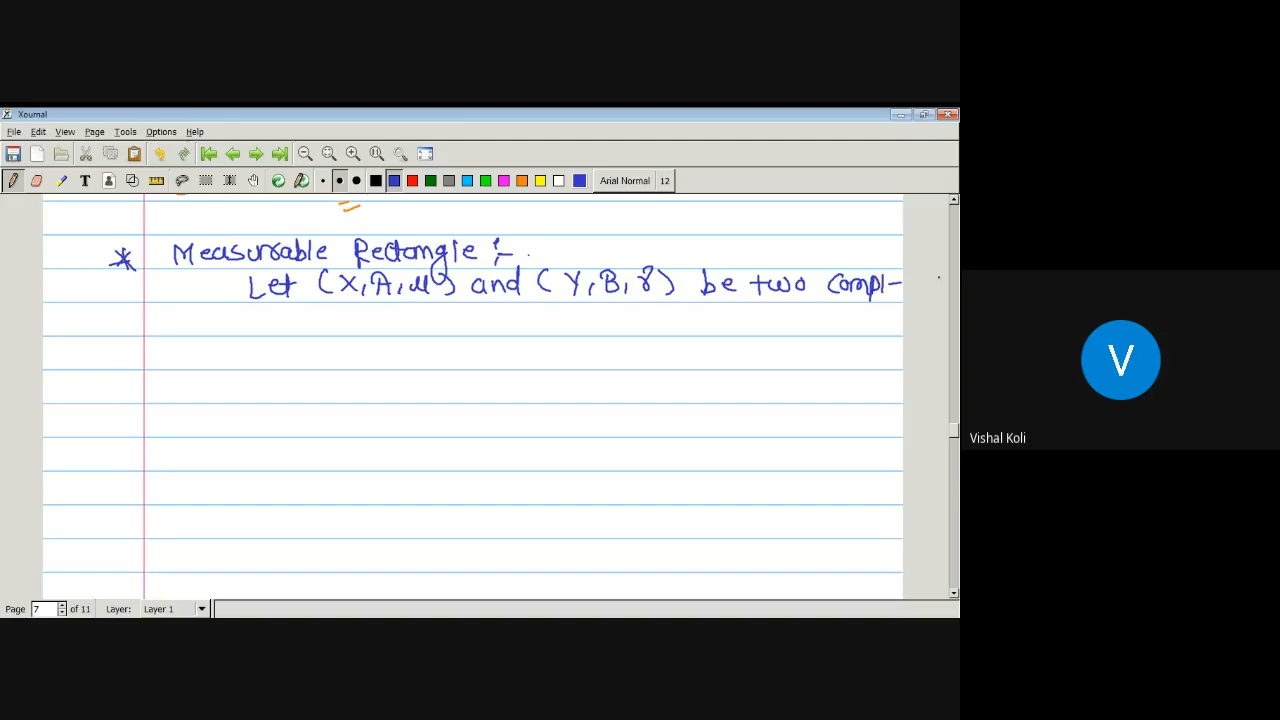 Xournal
File Edit View Page Tools Options Help
T Arial Normal 12
* Measurable Rectangle :-
Let (X, A, μ) and (Y, B, γ) be two compl-
Page 7 of 11 Layer: Layer 1
V
Vishal Koli